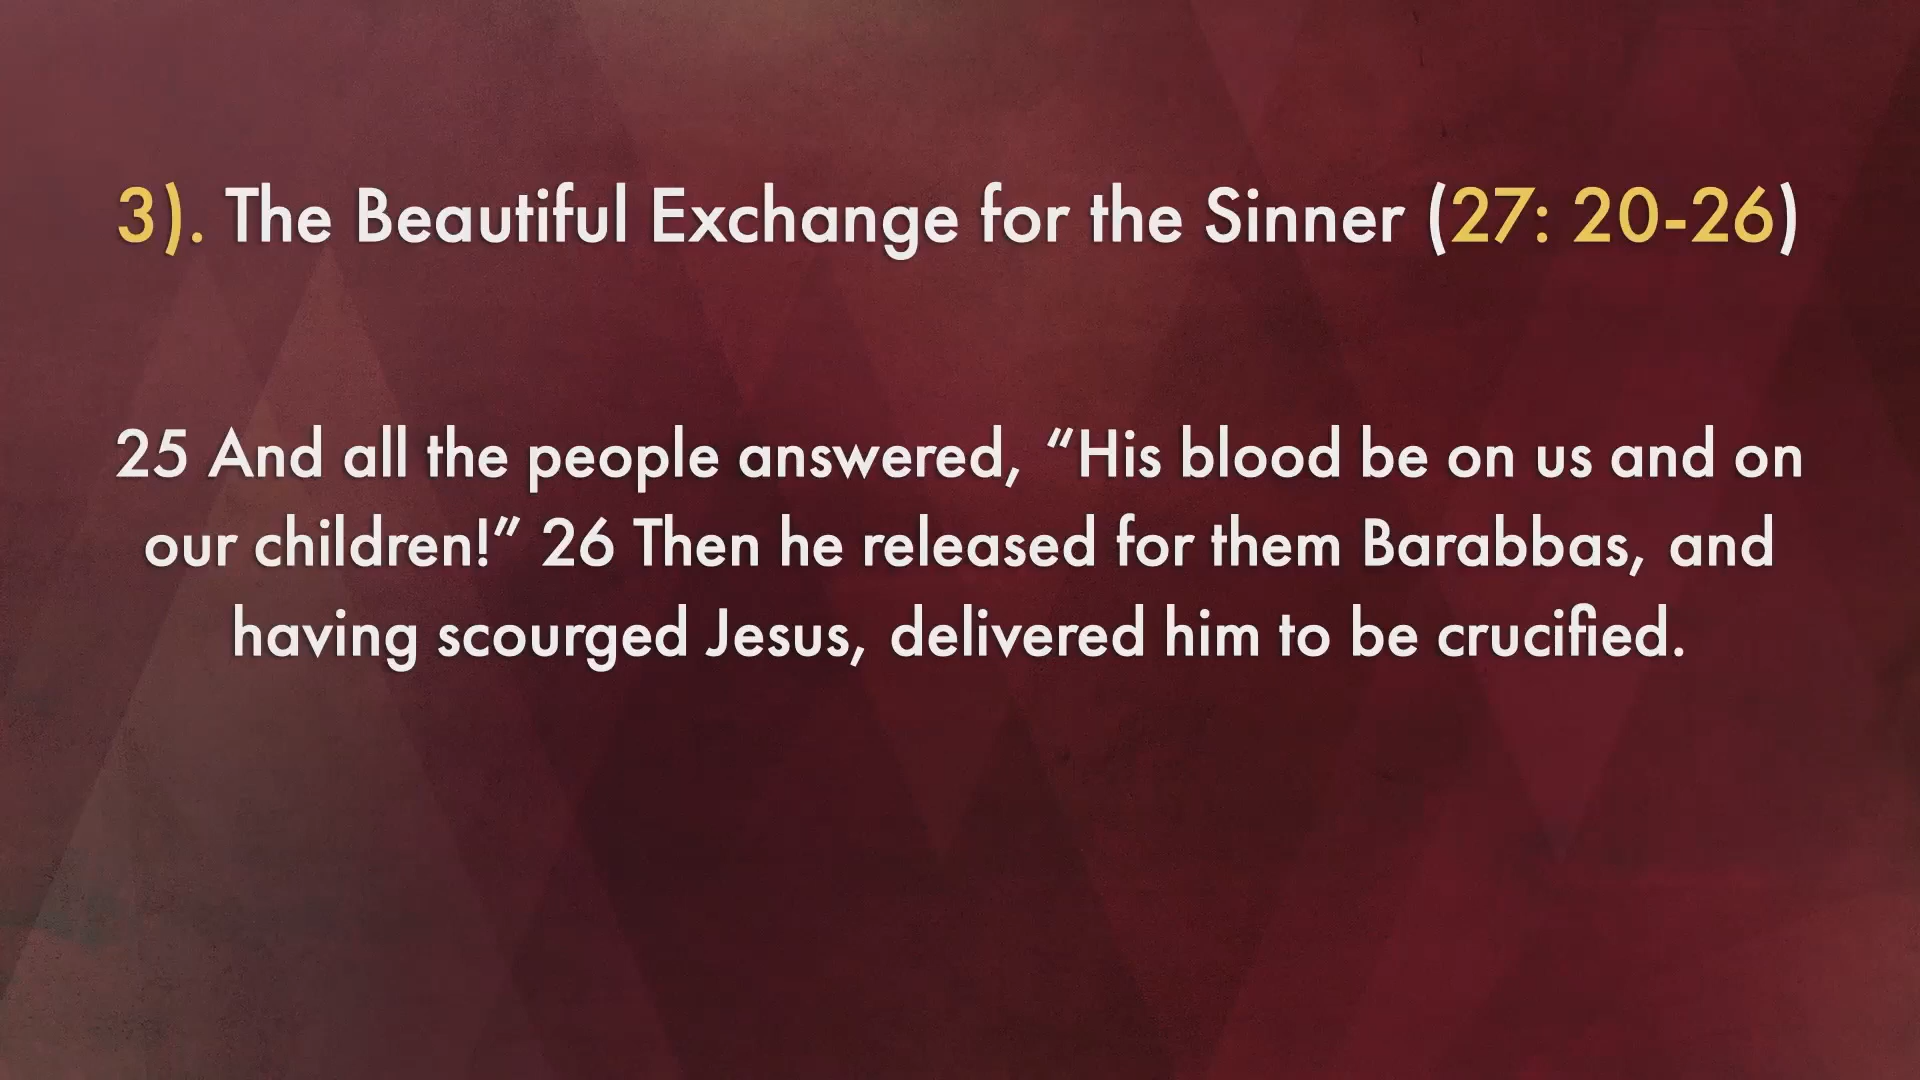 3). The Beautiful Exchange for the Sinner (27: 20-26)
25 And all the people answered, “His blood be on us and on
our children!” 26 Then he released for them Barabbas, and
having scourged Jesus, delivered him to be crucified.